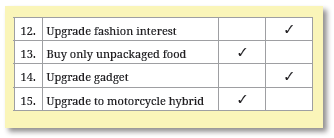 12. Upgrade fashion interest ✓
13. Buy only unpackaged food ✓
14. Upgrade gadget ✓
15. Upgrade to motorcycle hybrid ✓